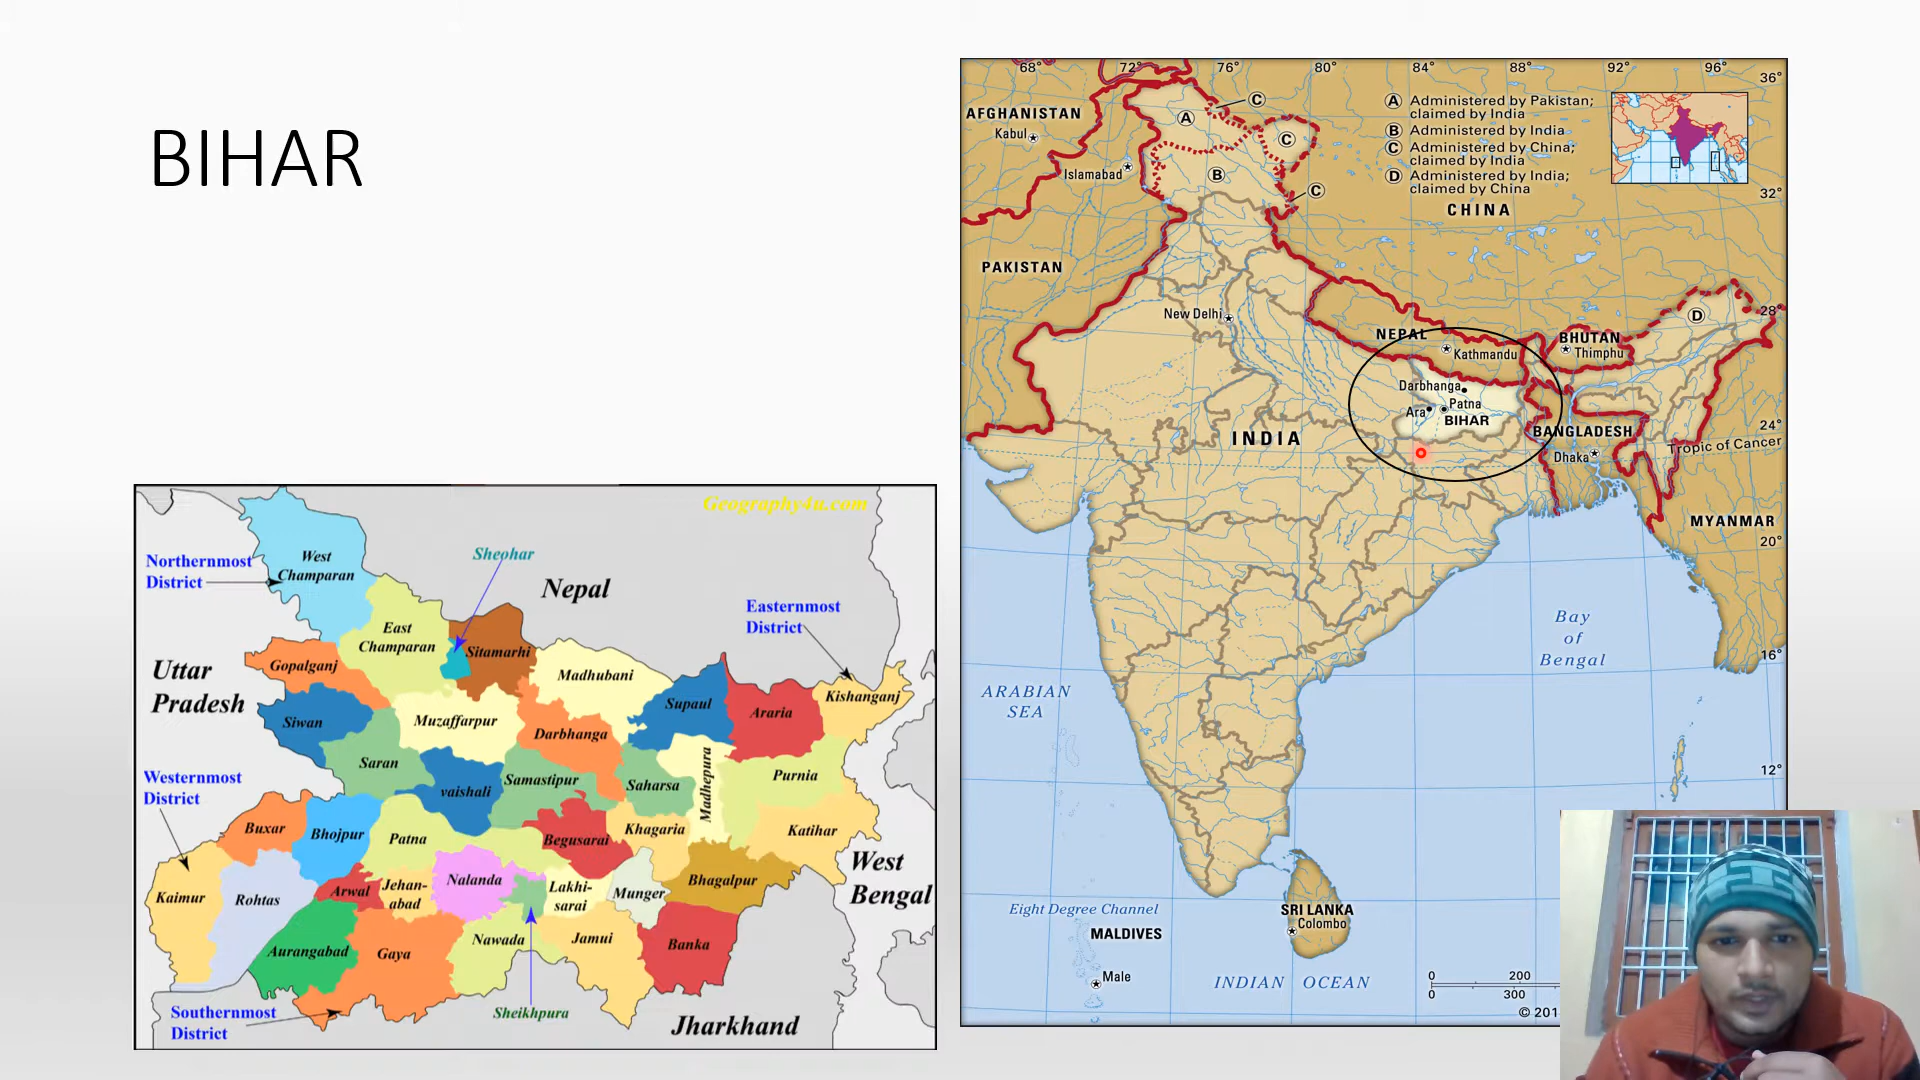 BIHAR
Geography4u.com
Northernmost
District
West
Champaran
Sheohar
Nepal
Easternmost
District
East
Champaran
Gopalganj
Sitamarhi
Madhubani
Uttar
Pradesh
Siwan
Muzaffarpur
Darbhanga
Supaul
Araria
Kishanganj
Saran
vaishali
Samastipur
Saharsa
Madhepura
Purnia
Westernmost
District
Buxar
Bhojpur
Patna
Begusarai
Khagaria
Katihar
West
Bengal
Kaimur
Rohtas
Arwal
Jehan-
abad
Nalanda
Lakhi-
sarai
Munger
Bhagalpur
Aurangabad
Gaya
Nawada
Jamui
Banka
Southernmost
District
Sheikhpura
Jharkhand
68°
72°
76°
80°
84°
88°
92°
96°
36°
AFGHANISTAN
Kabul
Islamabad
A
B
C
C
C
A Administered by Pakistan;
claimed by India
B Administered by India
C Administered by China;
claimed by India
D Administered by India;
claimed by China
32°
CHINA
PAKISTAN
New Delhi
NEPAL
Kathmandu
BHUTAN
Thimphu
D
28°
Darbhanga
Patna
Ara
BIHAR
INDIA
BANGLADESH
Dhaka
24°
Tropic of Cancer
MYANMAR
20°
Bay
of
Bengal
16°
ARABIAN
SEA
12°
Eight Degree Channel
MALDIVES
Male
SRI LANKA
Colombo
INDIAN OCEAN
0 200
0 300
© 201